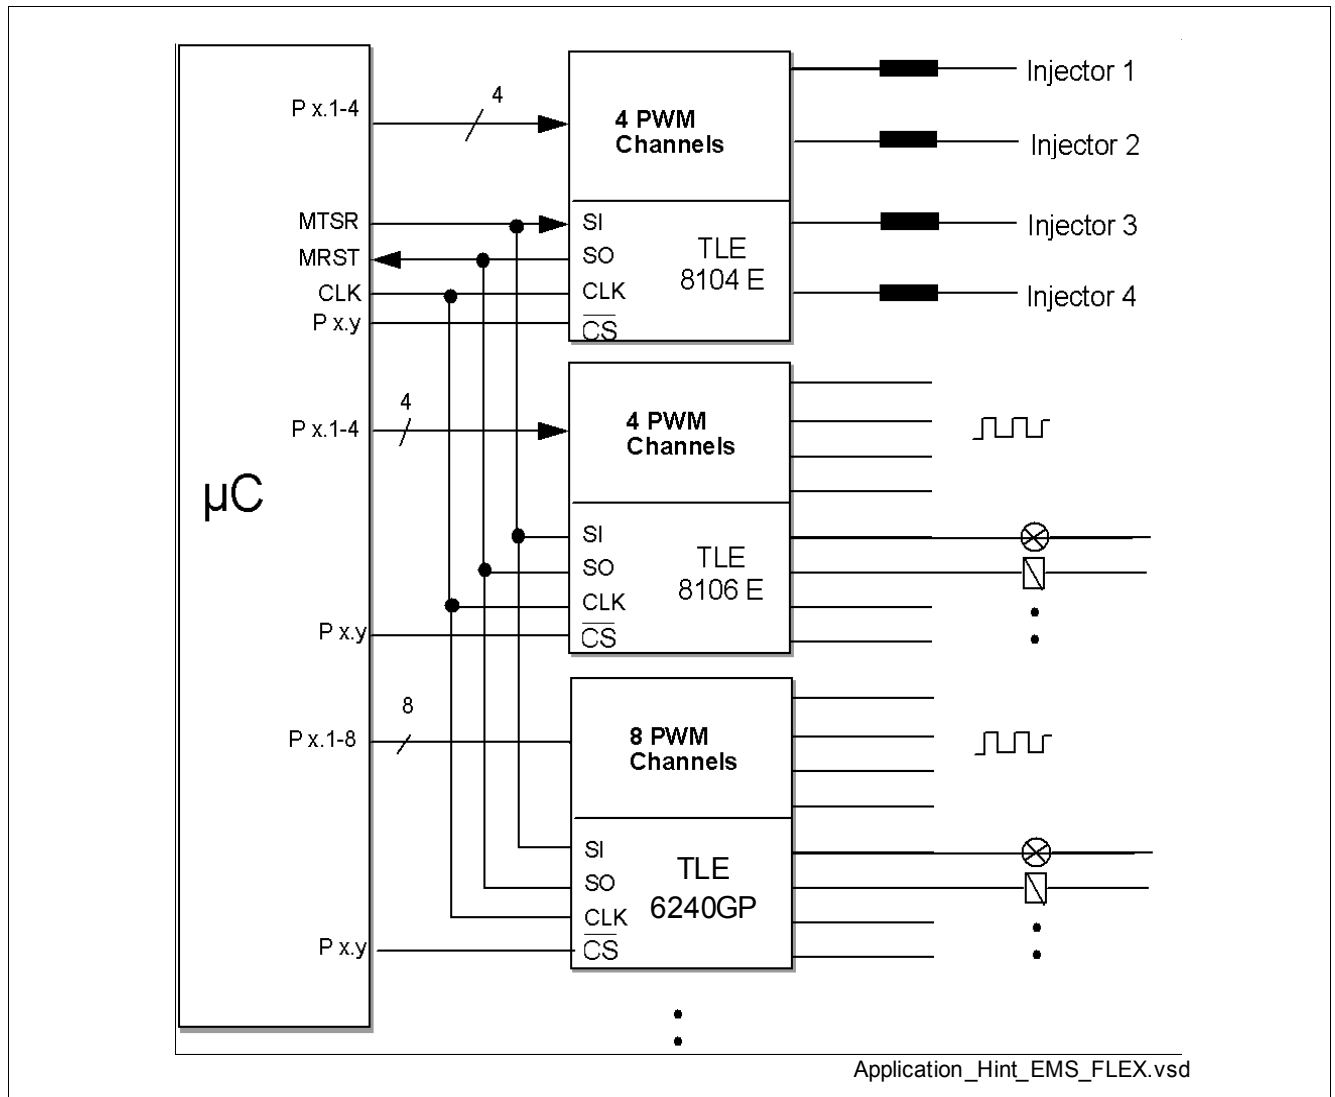 P x.1-4
4
4 PWM
Channels
Injector 1
Injector 2
MTSR
MRST
CLK
P x.y
SI
SO
CLK
CS
TLE
8104 E
Injector 3
Injector 4
P x.1-4
4
4 PWM
Channels
µC
SI
SO
CLK
CS
TLE
8106 E
P x.y
P x.1-8
8
8 PWM
Channels
SI
SO
CLK
CS
TLE
6240GP
P x.y
Application_Hint_EMS_FLEX.vsd